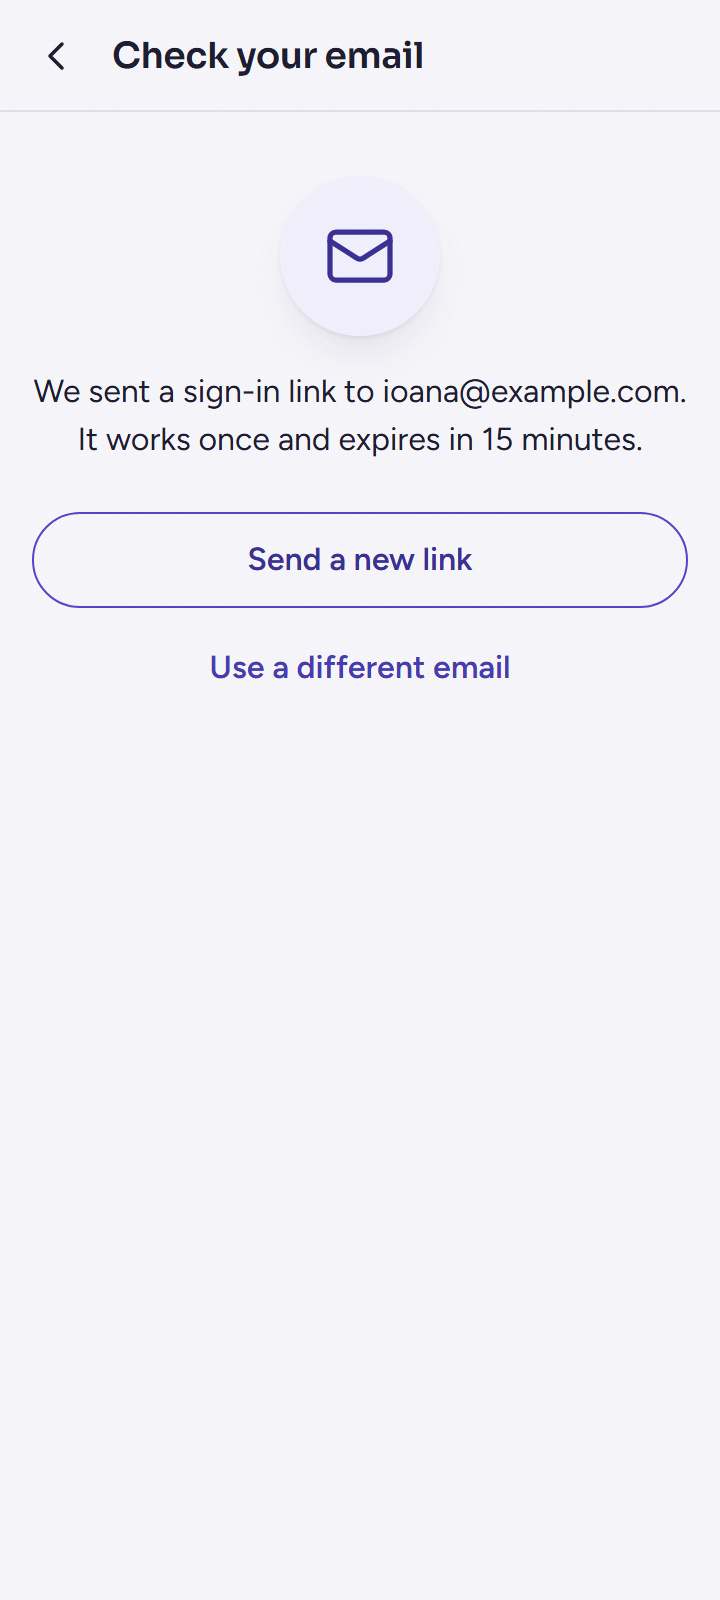 Check your email
We sent a sign-in link to ioana@example.com.
It works once and expires in 15 minutes.
Send a new link
Use a different email